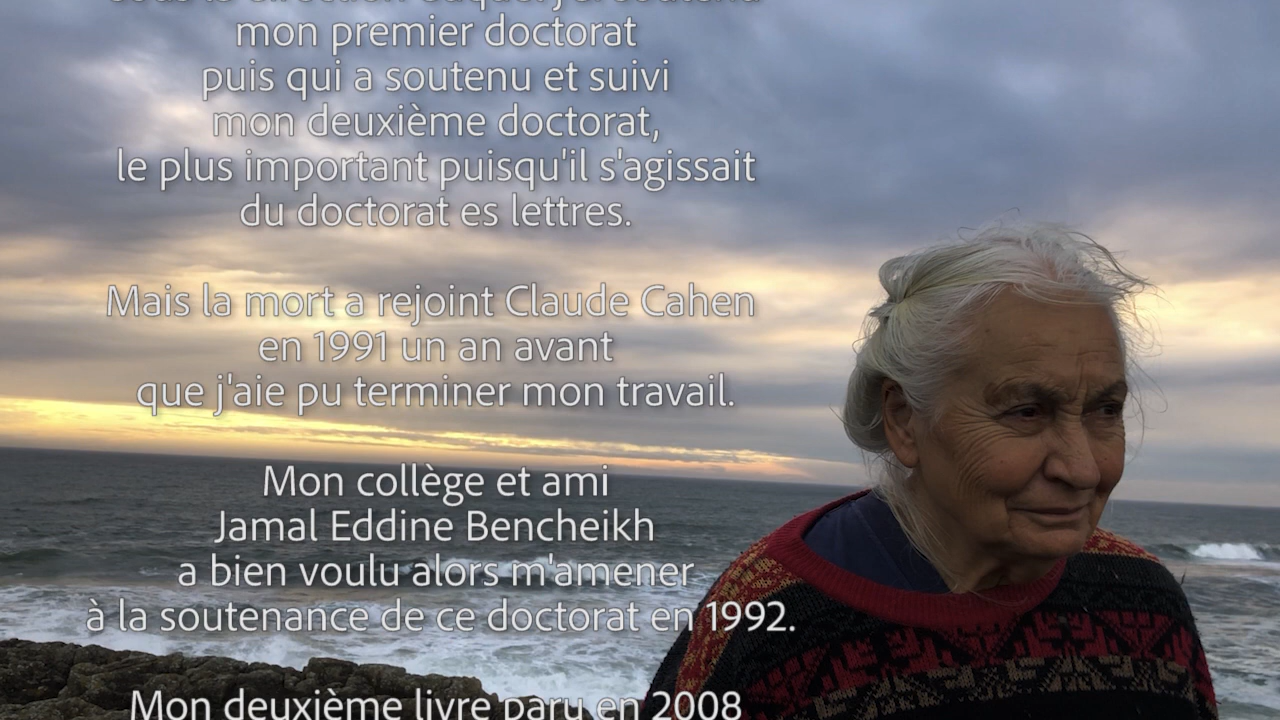 mon premier doctorat
puis qui a soutenu et suivi
mon deuxième doctorat,
le plus important puisqu'il s'agissait
du doctorat es lettres.
Mais la mort a rejoint Claude Cahen
en 1991 un an avant
que j'aie pu terminer mon travail.
Mon collège et ami
Jamal Eddine Bencheikh
a bien voulu alors m'amener
à la soutenance de ce doctorat en 1992.
Mon deuxième livre paru en 2008